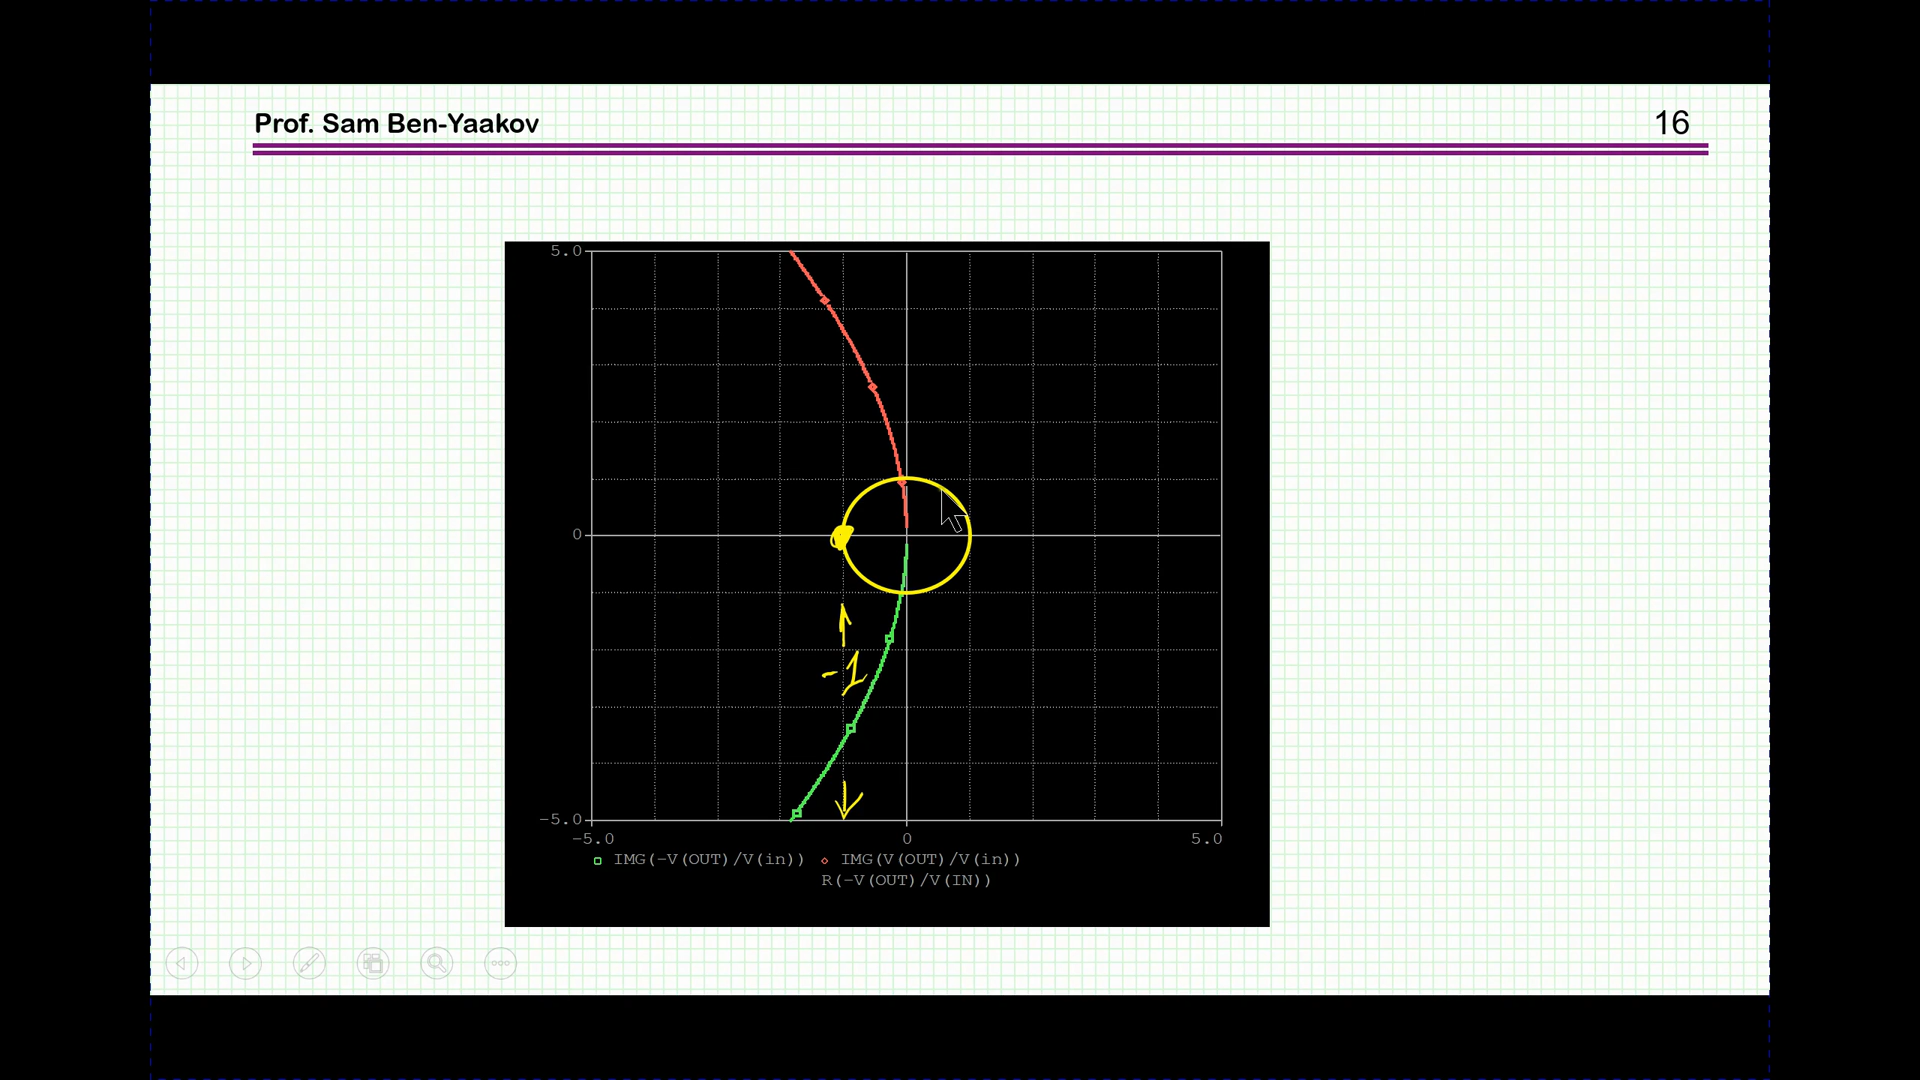 Prof. Sam Ben-Yaakov
16
5.0
0
-1
-5.0
-5.0 0 5.0
IMG(-V(OUT)/V(in)) IMG(V(OUT)/V(in))
R(-V(OUT)/V(IN))